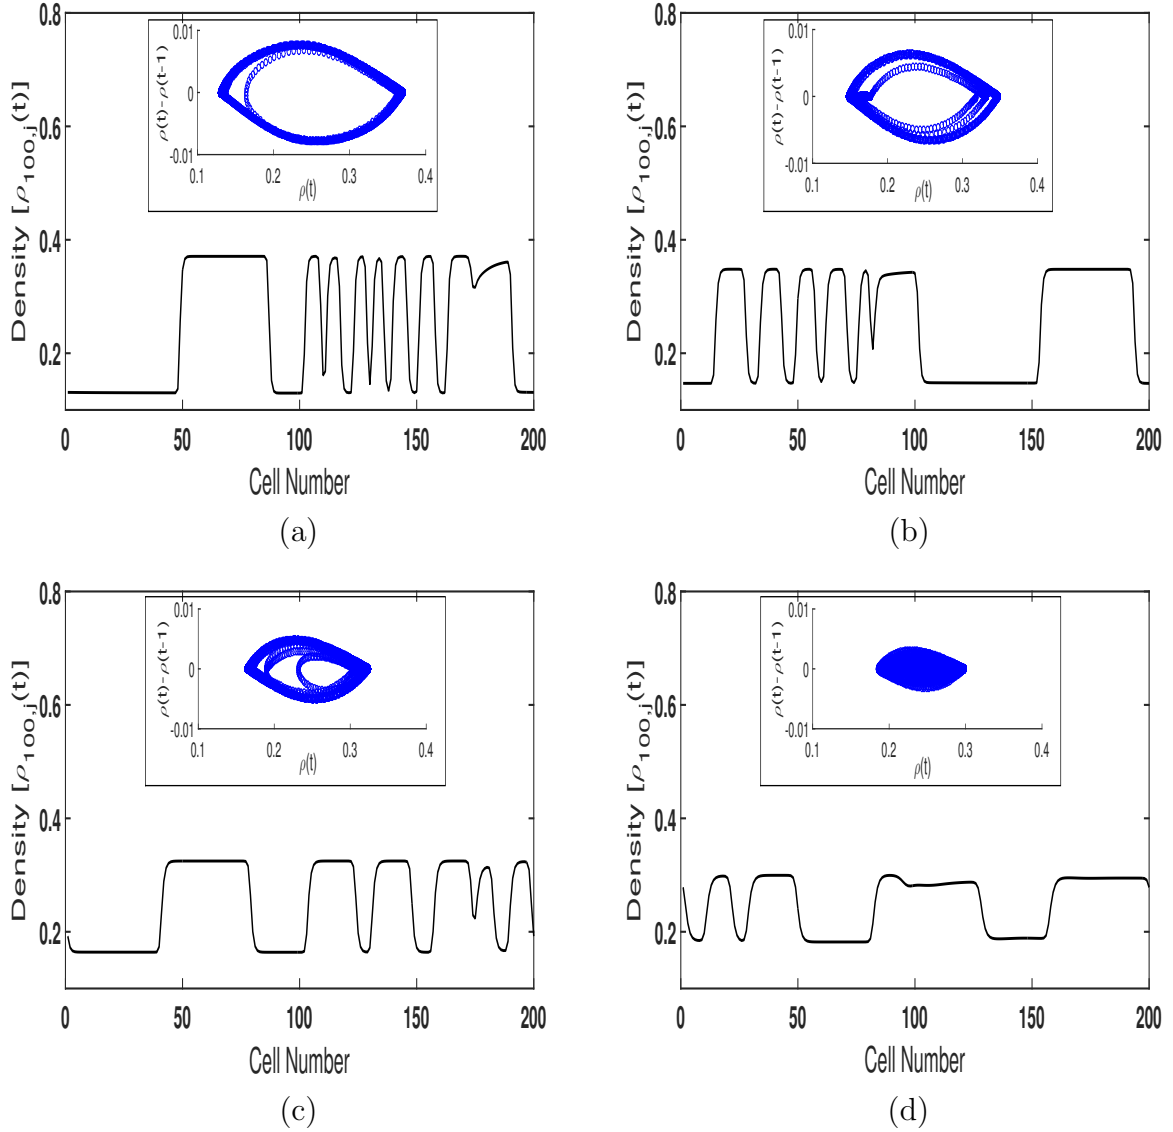 0.8
0.6
0.4
0.2
Density [ρ100,j(t)]
0 50 100 150 200
Cell Number
0.01
0
-0.01
ρ(t)-ρ(t-1)
0.1 0.2 0.3 0.4
ρ(t)
(a)
0.8
0.6
0.4
0.2
Density [ρ100,j(t)]
0 50 100 150 200
Cell Number
0.01
0
-0.01
ρ(t)-ρ(t-1)
0.1 0.2 0.3 0.4
ρ(t)
(b)
0.8
0.6
0.4
0.2
Density [ρ100,j(t)]
0 50 100 150 200
Cell Number
0.01
0
-0.01
ρ(t)-ρ(t-1)
0.1 0.2 0.3 0.4
ρ(t)
(c)
0.8
0.6
0.4
0.2
Density [ρ100,j(t)]
0 50 100 150 200
Cell Number
0.01
0
-0.01
ρ(t)-ρ(t-1)
0.1 0.2 0.3 0.4
ρ(t)
(d)